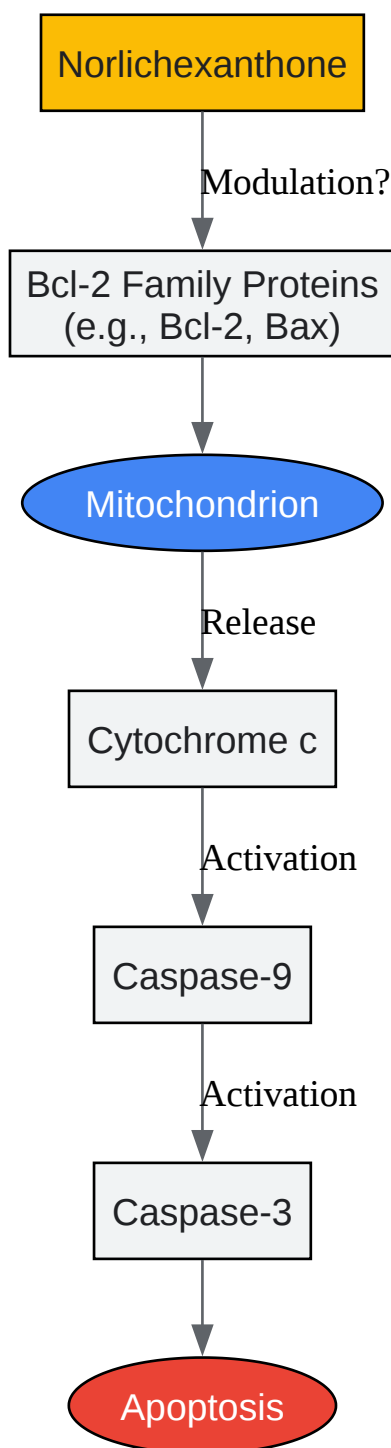 Norlichexanthone
Modulation?
Bcl-2 Family Proteins
(e.g., Bcl-2, Bax)
Mitochondrion
Release
Cytochrome c
Activation
Caspase-9
Activation
Caspase-3
Apoptosis